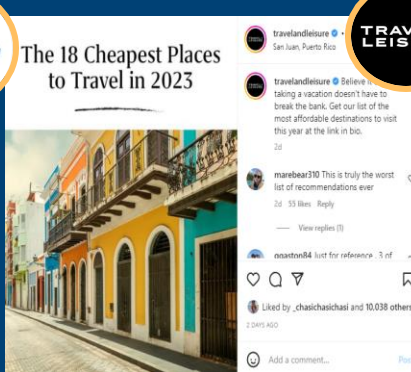 The 18 Cheapest Places
to Travel in 2023
travelandleisure
San Juan, Puerto Rico
TRAV
LEIS
travelandleisure Believe it
taking a vacation doesn't have to
break the bank. Get our list of the
most affordable destinations to visit
this year at the link in bio.
2d
marebear310 This is truly the worst
list of recommendations ever
2d 55 likes Reply
View replies (1)
ggaston84 Just for reference, 3 of
Liked by _chasichasichasi and 10,038 others
2 DAYS AGO
Add a comment...